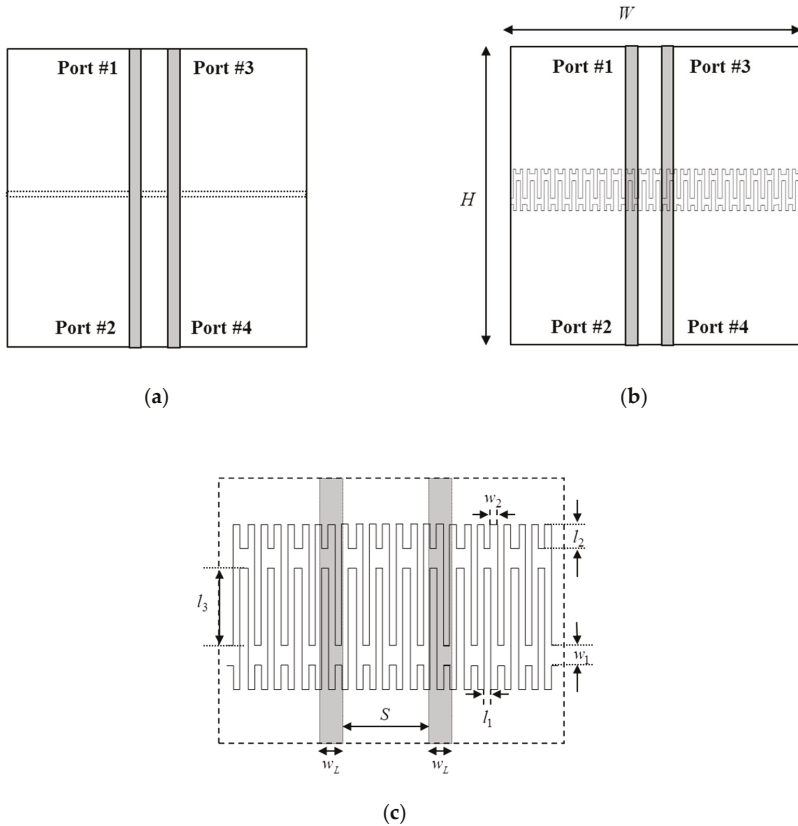 Port #1
Port #3
Port #2
Port #4
(a)
W
H
Port #1
Port #3
Port #2
Port #4
(b)
w2
l2
l3
w1
l1
S
wL
wL
(c)